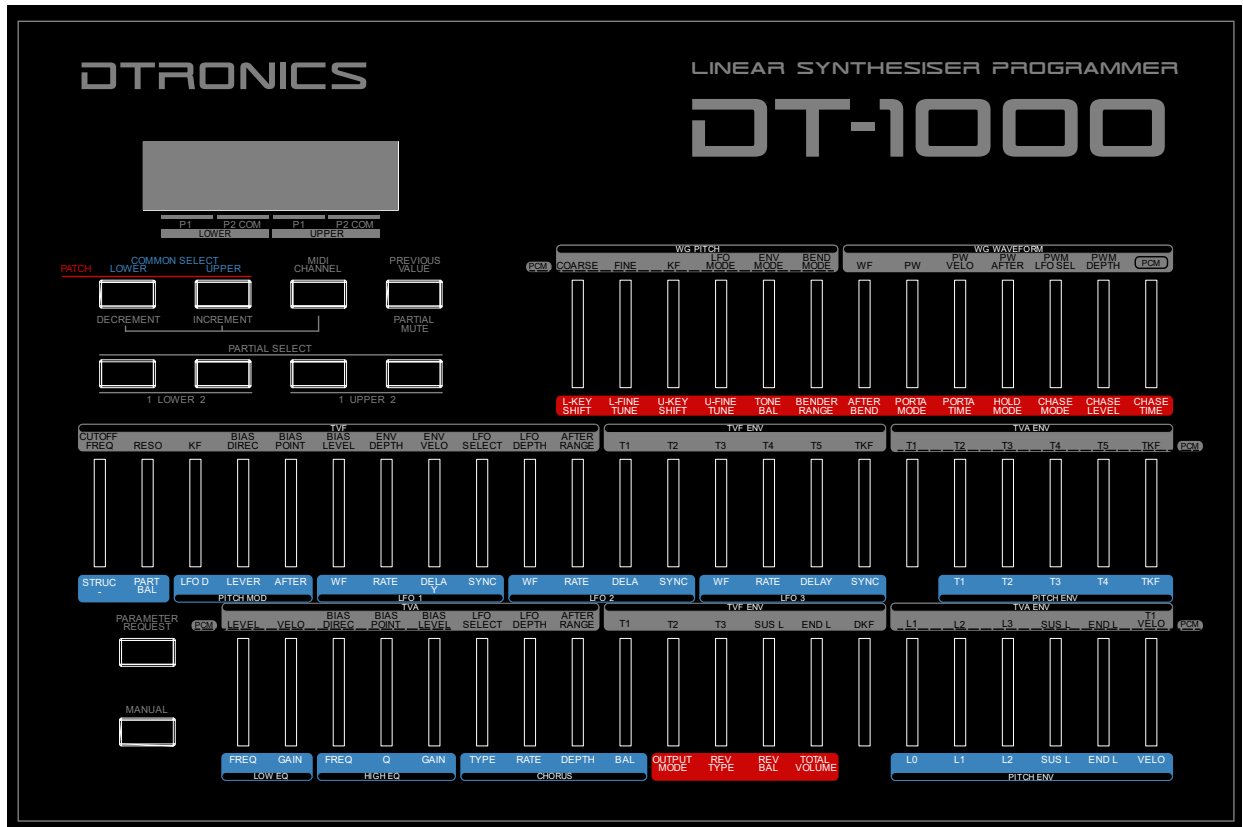 DTRONICS
LINEAR SYNTHESISER PROGRAMMER
DT-1000
P1 P2 COM P1 P2 COM
LOWER UPPER
PATCH COMMON SELECT
LOWER UPPER
MIDI CHANNEL
PREVIOUS VALUE
DECREMENT INCREMENT
PARTIAL MUTE
PARTIAL SELECT
1 LOWER 2 1 UPPER 2
WG PITCH WG WAVEFORM
PCM COARSE FINE KF LFO MODE ENV MODE BEND MODE WF PW PW VELO PW AFTER PWM LFO SEL PWM DEPTH PCM
L-KEY SHIFT L-FINE TUNE U-KEY SHIFT U-FINE TUNE TONE BAL BENDER RANGE AFTER BEND PORTA MODE PORTA TIME HOLD MODE CHASE MODE CHASE LEVEL CHASE TIME
TVF TVF ENV TVA ENV
CUTOFF FREQ RESO KF BIAS DIREC BIAS POINT BIAS LEVEL ENV DEPTH ENV VELO LFO SELECT LFO DEPTH AFTER RANGE T1 T2 T3 T4 T5 TKF T1 T2 T3 T4 T5 TKF PCM
STRUC - PART BAL LFO D LEVER AFTER WF RATE DELA Y SYNC WF RATE DELA SYNC WF RATE DELAY SYNC T1 T2 T3 T4 TKF
PITCH MOD LFO 1 LFO 2 LFO 3 PITCH ENV
PARAMETER REQUEST
TVA TVF ENV TVA ENV
PCM LEVEL VELO BIAS DIREC BIAS POINT BIAS LEVEL LFO SELECT LFO DEPTH AFTER RANGE T1 T2 T3 SUS L END L DKF L1 L2 L3 SUS L END L T1 VELO PCM
MANUAL
FREQ GAIN FREQ Q GAIN TYPE RATE DEPTH BAL OUTPUT MODE REV TYPE REV BAL TOTAL VOLUME L0 L1 L2 SUS L END L VELO
LOW EQ HIGH EQ CHORUS PITCH ENV